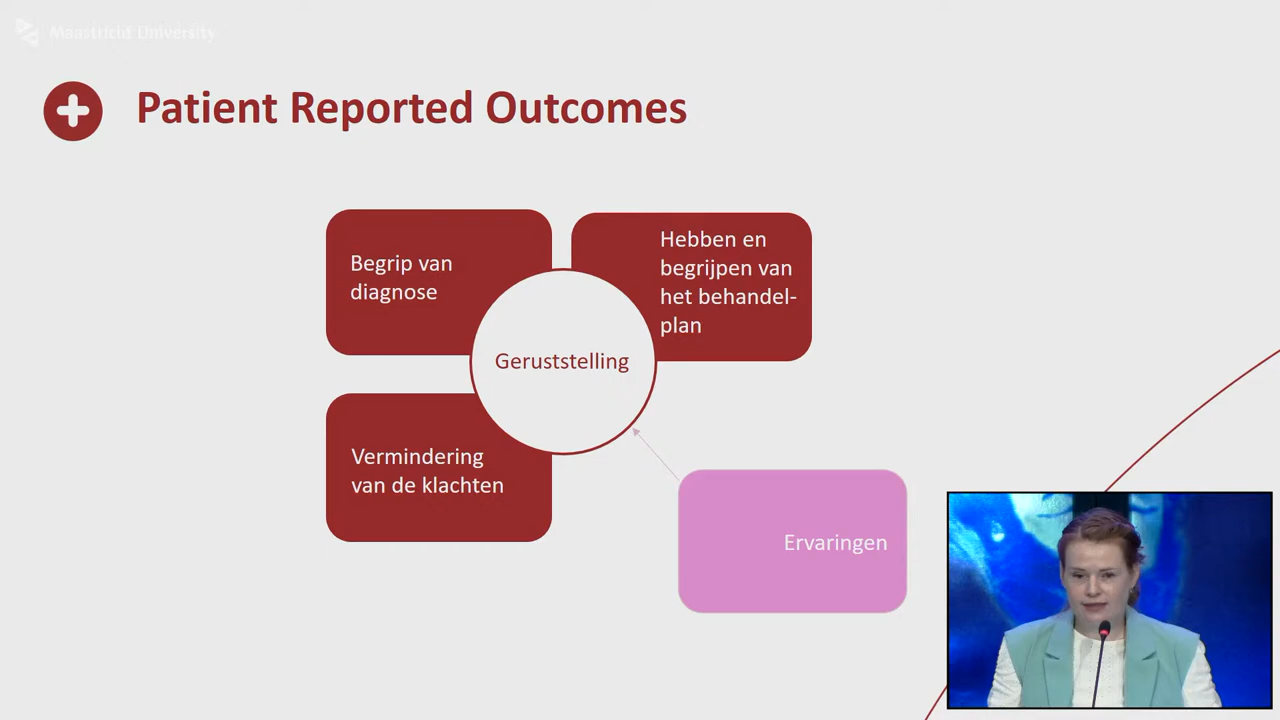 Maastricht University
Patient Reported Outcomes
Begrip van
diagnose
Hebben en
begrijpen van
het behandel-
plan
Geruststelling
Vermindering
van de klachten
Ervaringen